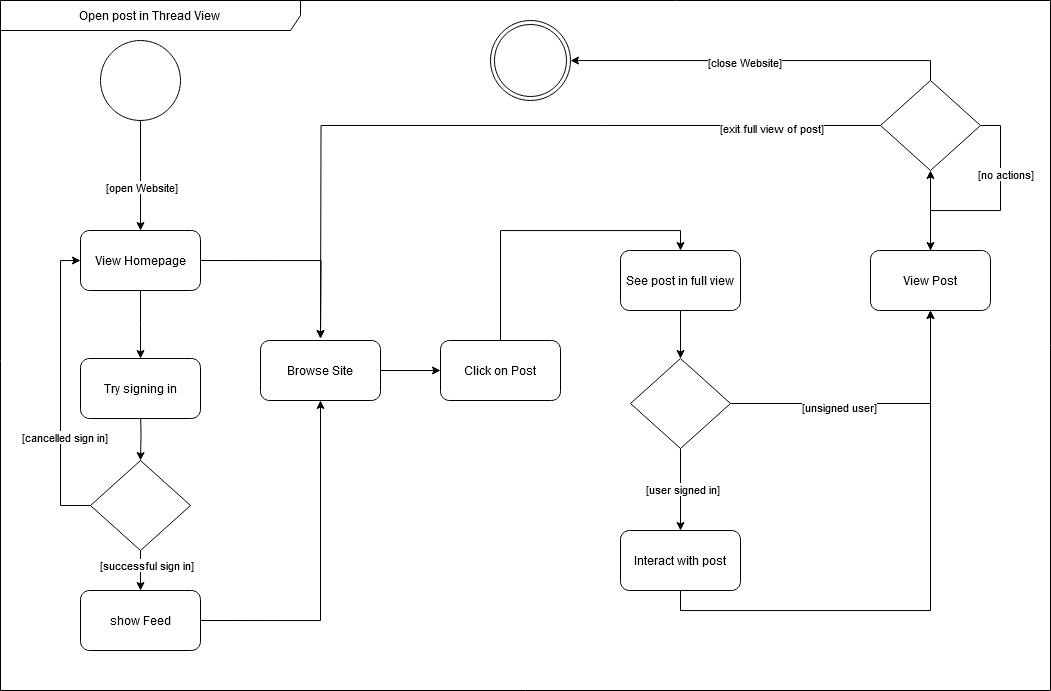 Open post in Thread View
[close Website]
[exit full view of post]
[no actions]
[open Website]
View Homepage
See post in full view
View Post
Try signing in
Browse Site
Click on Post
[unsigned user]
[cancelled sign in]
[user signed in]
[successful sign in]
Interact with post
show Feed